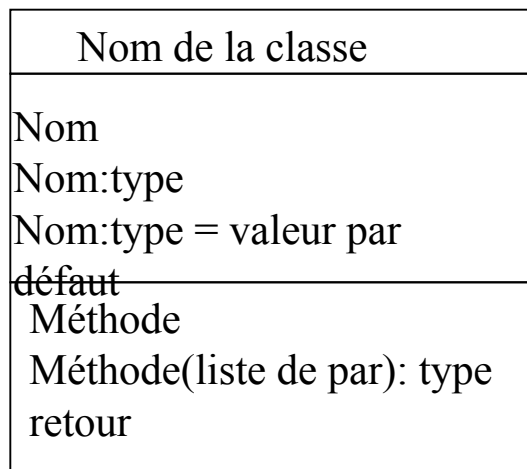 Nom de la classe
Nom
Nom:type
Nom:type = valeur par
défaut
Méthode
Méthode(liste de par): type
retour